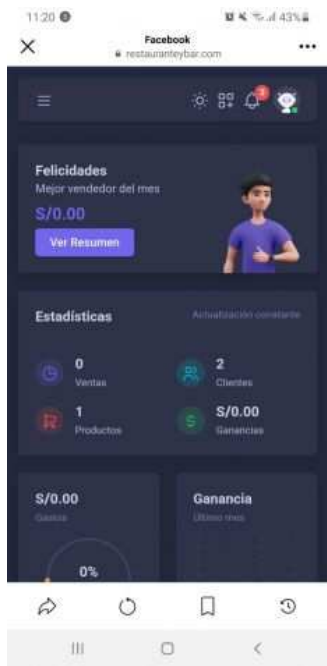 11:20
43%
Facebook
restauranteybar.com
3
Felicidades
Mejor vendedor del mes
S/0.00
Ver Resumen
Estadísticas
Actualización constante
0
Ventas
2
Clientes
1
Productos
S/0.00
Ganancias
S/0.00
Gastos
0%
Ganancia
Último mes